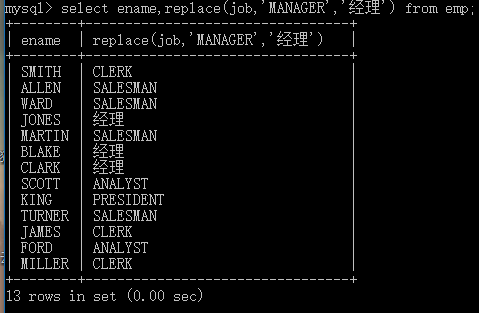 mysql> select ename,replace(job,'MANAGER','经理') from emp;
+--------+--------------------------------+
| ename  | replace(job,'MANAGER','经理')  |
+--------+--------------------------------+
| SMITH  | CLERK                          |
| ALLEN  | SALESMAN                       |
| WARD   | SALESMAN                       |
| JONES  | 经理                           |
| MARTIN | SALESMAN                       |
| BLAKE  | 经理                           |
| CLARK  | 经理                           |
| SCOTT  | ANALYST                        |
| KING   | PRESIDENT                      |
| TURNER | SALESMAN                       |
| JAMES  | CLERK                          |
| FORD   | ANALYST                        |
| MILLER | CLERK                          |
+--------+--------------------------------+
13 rows in set (0.00 sec)